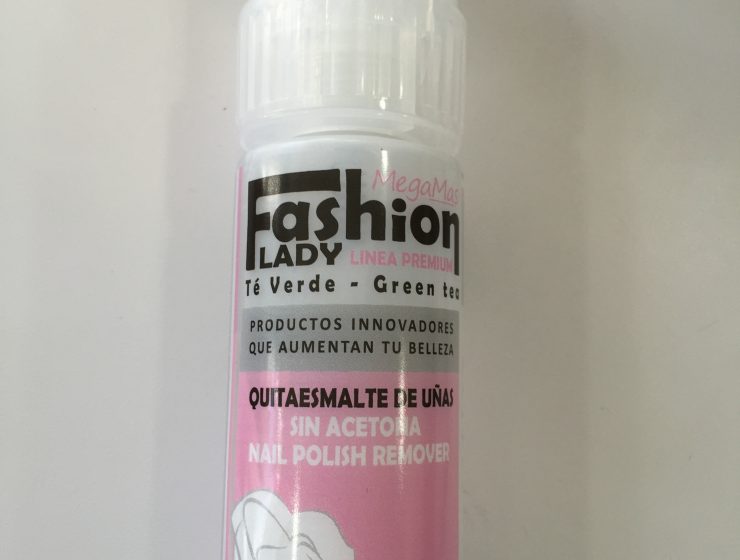 MegaMas
Fashion
LADY LINEA PREMIUM
Té Verde - Green tea
PRODUCTOS INNOVADORES
QUE AUMENTAN TU BELLEZA
QUITAESMALTE DE UÑAS
SIN ACETONA
NAIL POLISH REMOVER